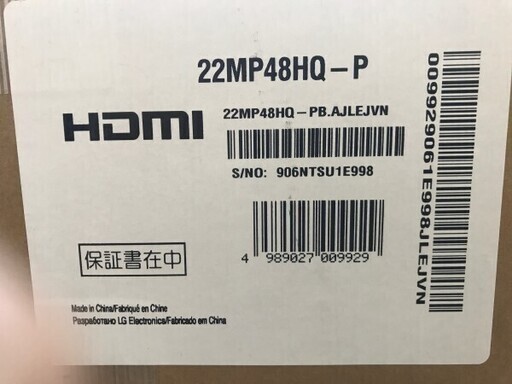 22MP48HQ-P
HDMI
22MP48HQ-PB.AJLEJVN
S/NO: 906NTSU1E998
保証書在中
4 989027 009929
Made in China/Fabriqué en Chine
Разработано LG Electronics/Fabricado em China
009929061E998JLEJVN